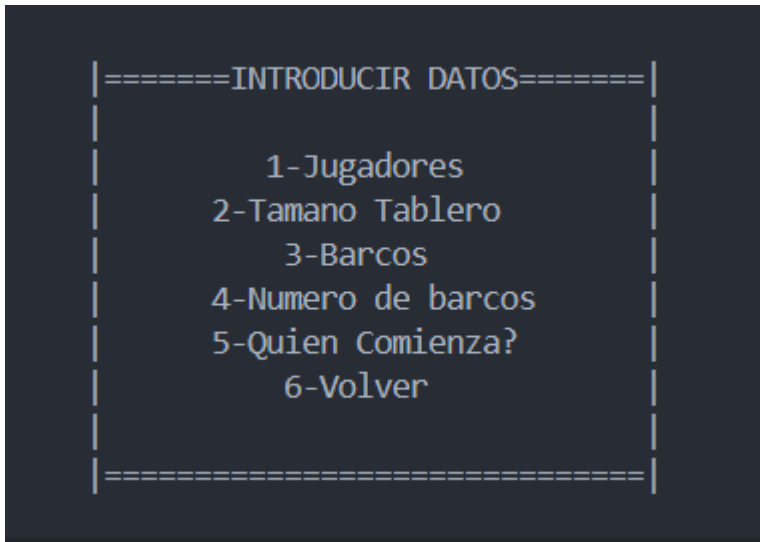 |=======INTRODUCIR DATOS=======|
|                              |
|         1-Jugadores          |
|      2-Tamano Tablero        |
|          3-Barcos            |
|      4-Numero de barcos      |
|      5-Quien Comienza?       |
|          6-Volver            |
|                              |
|==============================|